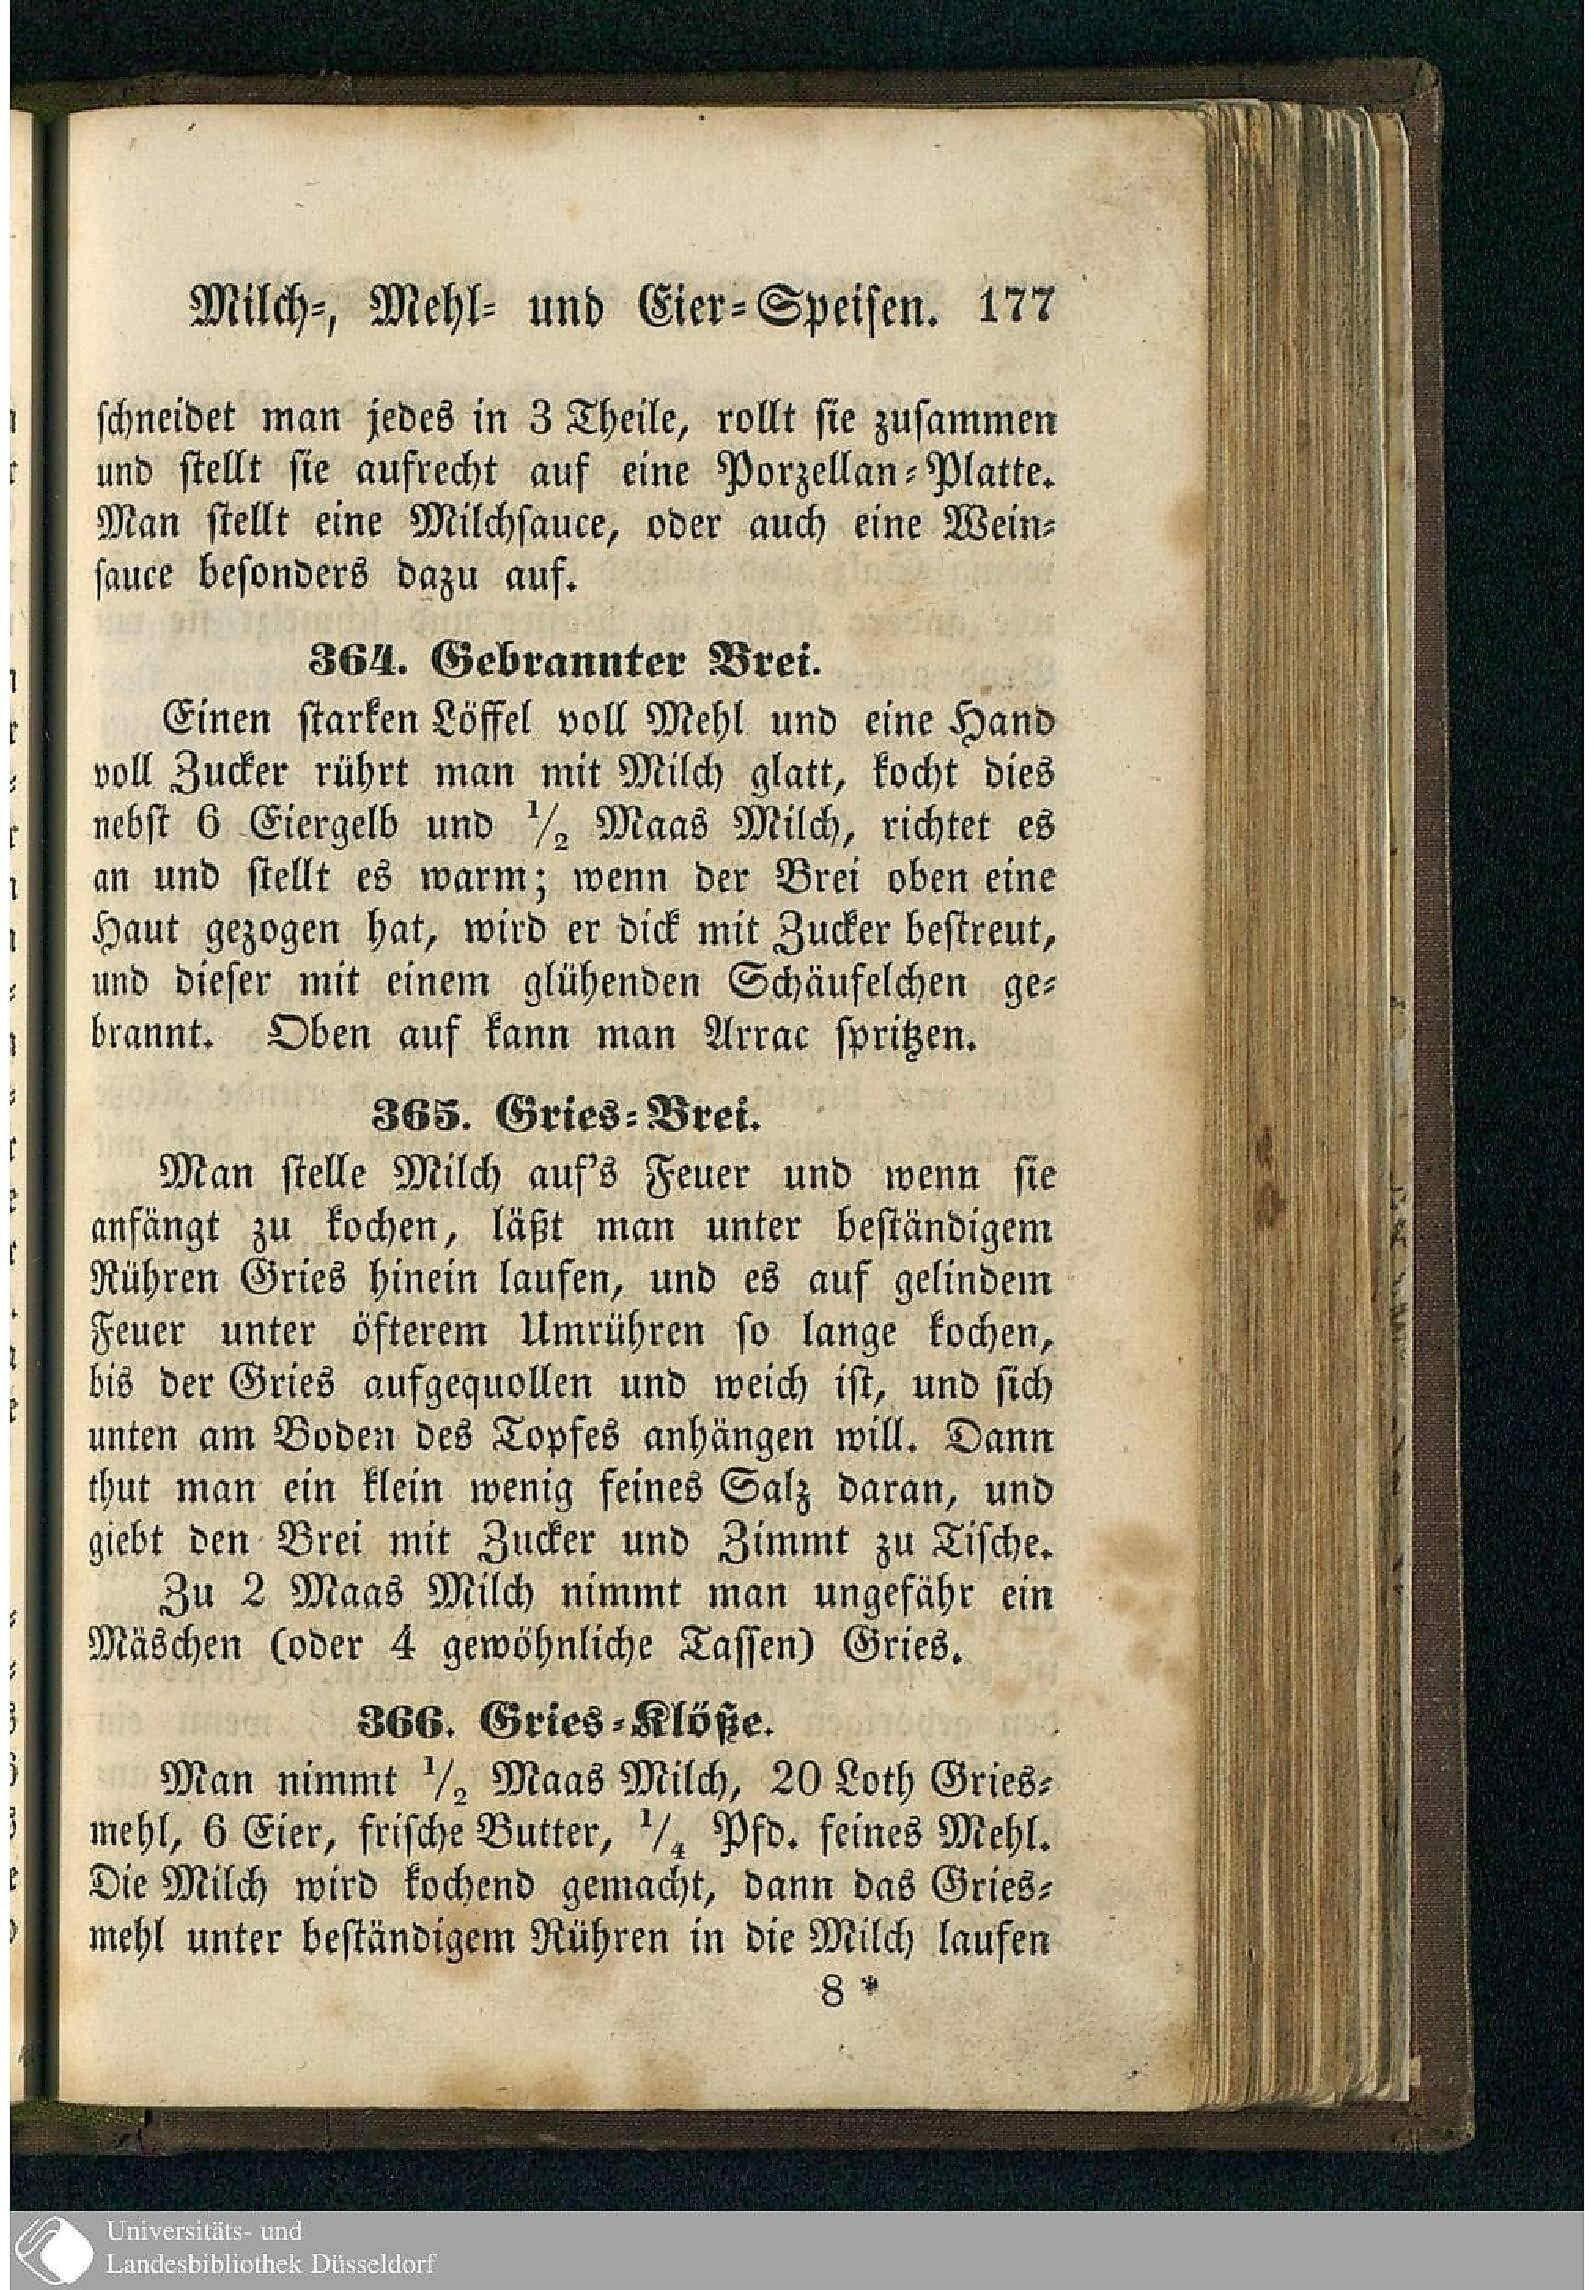 Milch-, Mehl- und Eier-Speisen. 177
schneidet man jedes in 3 Theile, rollt sie zusammen
und stellt sie aufrecht auf eine Porzellan-Platte.
Man stellt eine Milchsauce, oder auch eine Wein-
sauce besonders dazu auf.
364. Gebrannter Brei.
Einen starken Löffel voll Mehl und eine Hand
voll Zucker rührt man mit Milch glatt, kocht dies
nebst 6 Eiergelb und 1/2 Maas Milch, richtet es
an und stellt es warm; wenn der Brei oben eine
Haut gezogen hat, wird er dick mit Zucker bestreut,
und dieser mit einem glühenden Schäufelchen ge-
brannt. Oben auf kann man Arrac spritzen.
365. Gries-Brei.
Man stelle Milch auf's Feuer und wenn sie
anfängt zu kochen, läßt man unter beständigem
Rühren Gries hinein laufen, und es auf gelindem
Feuer unter öfterem Umrühren so lange kochen,
bis der Gries aufgequollen und weich ist, und sich
unten am Boden des Topfes anhängen will. Dann
thut man ein klein wenig feines Salz daran, und
giebt den Brei mit Zucker und Zimmt zu Tische.
Zu 2 Maas Milch nimmt man ungefähr ein
Mäschen (oder 4 gewöhnliche Tassen) Gries.
366. Gries-Klöße.
Man nimmt 1/2 Maas Milch, 20 Loth Gries-
mehl, 6 Eier, frische Butter, 1/4 Pfd. feines Mehl.
Die Milch wird kochend gemacht, dann das Gries-
mehl unter beständigem Rühren in die Milch laufen
8 *
Universitäts- und
Landesbibliothek Düsseldorf